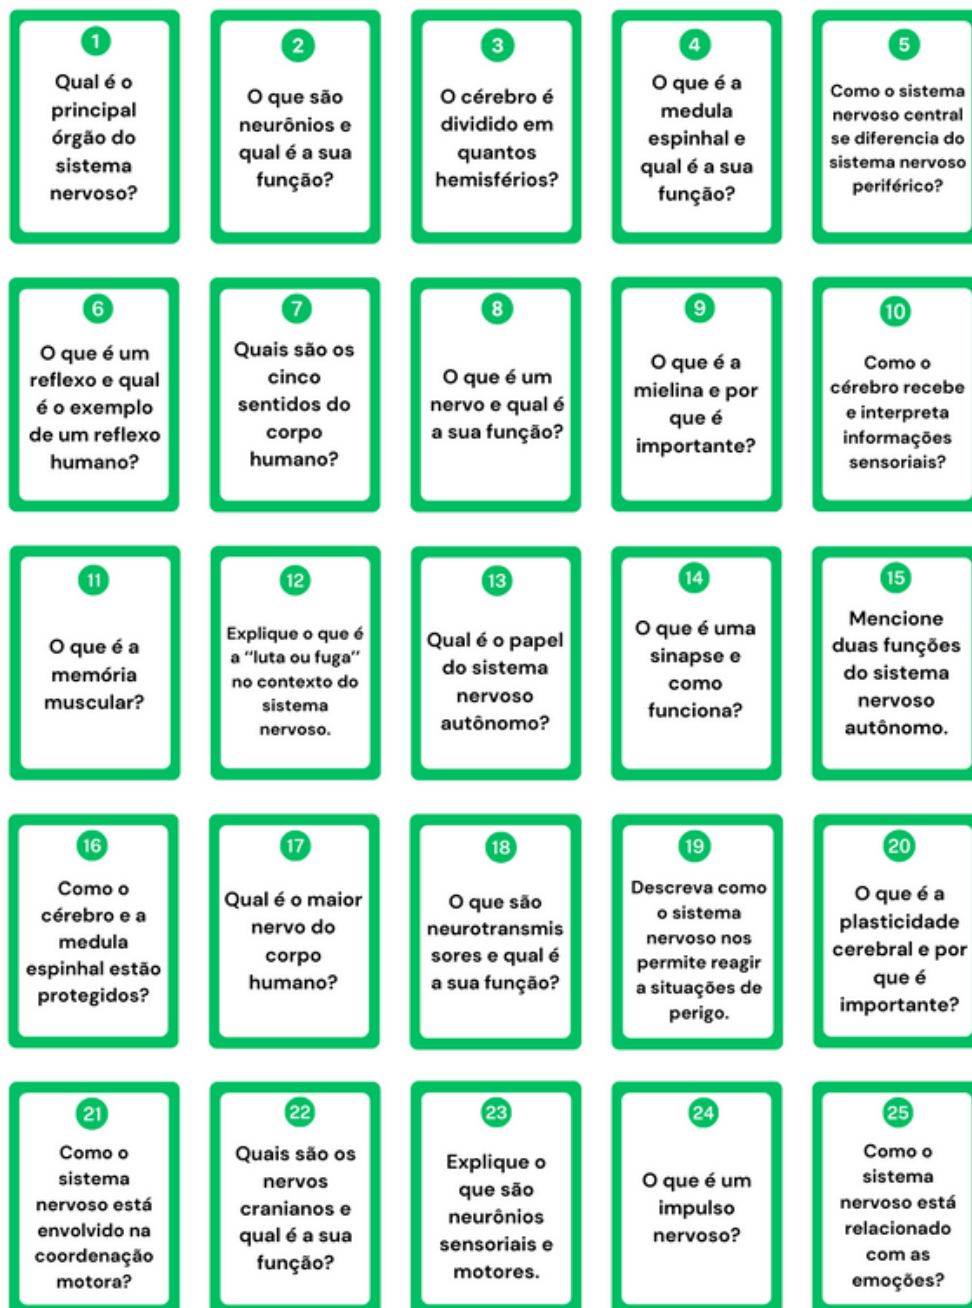 1
Qual é o
principal
órgão do
sistema
nervoso?
2
O que são
neurônios e
qual é a sua
função?
3
O cérebro é
dividido em
quantos
hemisférios?
4
O que é a
medula
espinhal e
qual é a sua
função?
5
Como o sistema
nervoso central
se diferencia do
sistema nervoso
periférico?
6
O que é um
reflexo e qual
é o exemplo
de um reflexo
humano?
7
Quais são os
cinco
sentidos do
corpo
humano?
8
O que é um
nervo e qual é
a sua função?
9
O que é a
mielina e por
que é
importante?
10
Como o
cérebro recebe
e interpreta
informações
sensoriais?
11
O que é a
memória
muscular?
12
Explique o que é
a "luta ou fuga"
no contexto do
sistema
nervoso.
13
Qual é o papel
do sistema
nervoso
autônomo?
14
O que é uma
sinapse e
como
funciona?
15
Mencione
duas funções
do sistema
nervoso
autônomo.
16
Como o
cérebro e a
medula
espinhal estão
protegidos?
17
Qual é o maior
nervo do
corpo
humano?
18
O que são
neurotransmis
sores e qual é
a sua função?
19
Descreva como
o sistema
nervoso nos
permite reagir
a situações de
perigo.
20
O que é a
plasticidade
cerebral e por
que é
importante?
21
Como o
sistema
nervoso está
envolvido na
coordenação
motora?
22
Quais são os
nervos
cranianos e
qual é a sua
função?
23
Explique o
que são
neurônios
sensoriais e
motores.
24
O que é um
impulso
nervoso?
25
Como o
sistema
nervoso está
relacionado
com as
emoções?